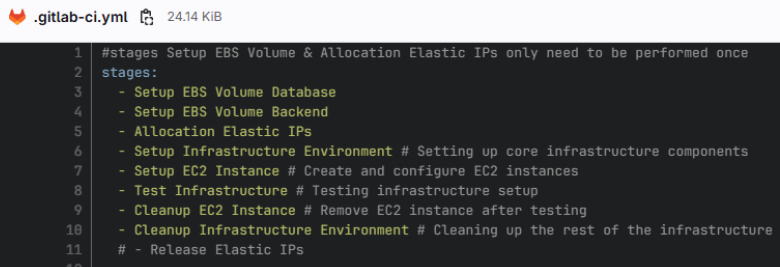 .gitlab-ci.yml 24.14 KiB
1 #stages Setup EBS Volume & Allocation Elastic IPs only need to be performed once
2 stages:
3 - Setup EBS Volume Database
4 - Setup EBS Volume Backend
5 - Allocation Elastic IPs
6 - Setup Infrastructure Environment # Setting up core infrastructure components
7 - Setup EC2 Instance # Create and configure EC2 instances
8 - Test Infrastructure # Testing infrastructure setup
9 - Cleanup EC2 Instance # Remove EC2 instance after testing
10 - Cleanup Infrastructure Environment # Cleaning up the rest of the infrastructure
11 # - Release Elastic IPs